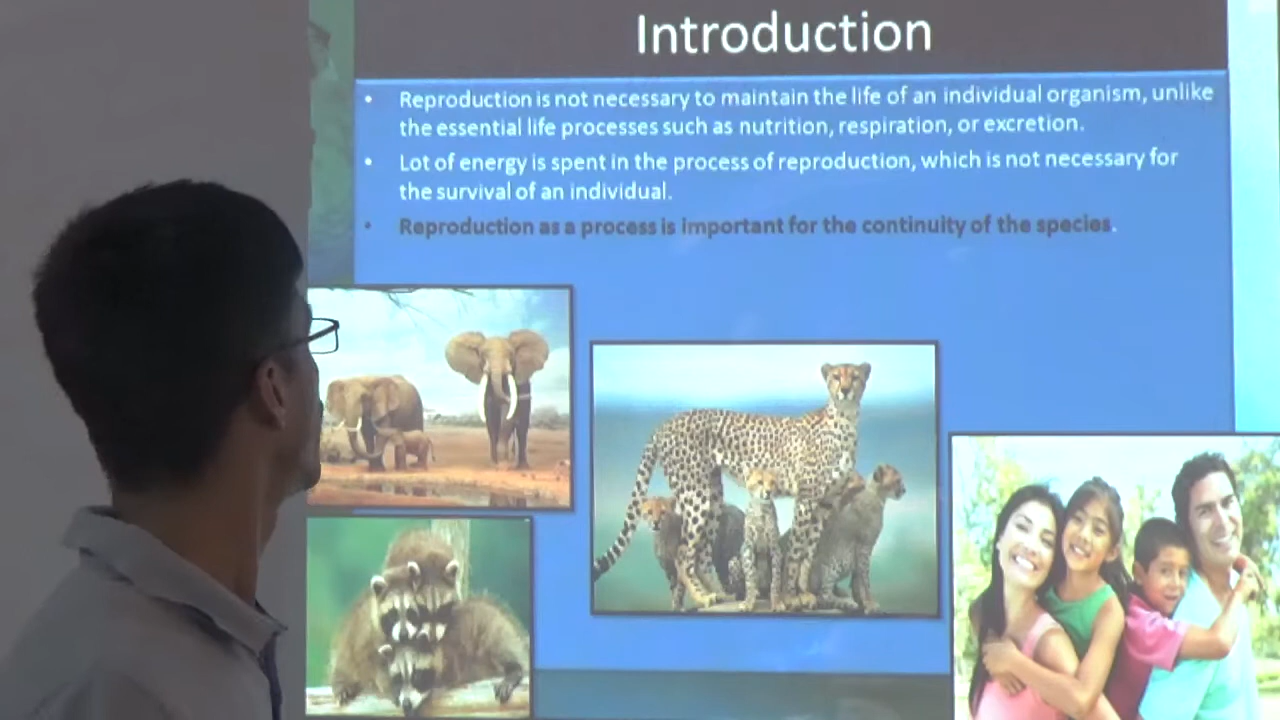 Introduction
• Reproduction is not necessary to maintain the life of an individual organism, unlike
the essential life processes such as nutrition, respiration, or excretion.
• Lot of energy is spent in the process of reproduction, which is not necessary for
the survival of an individual.
• Reproduction as a process is important for the continuity of the species.